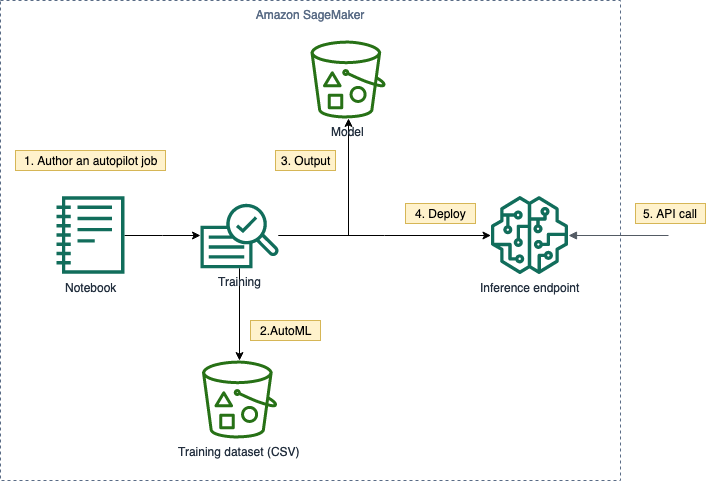 Amazon SageMaker
Model
1. Author an autopilot job
3. Output
4. Deploy
5. API call
Notebook
Training
Inference endpoint
2.AutoML
Training dataset (CSV)